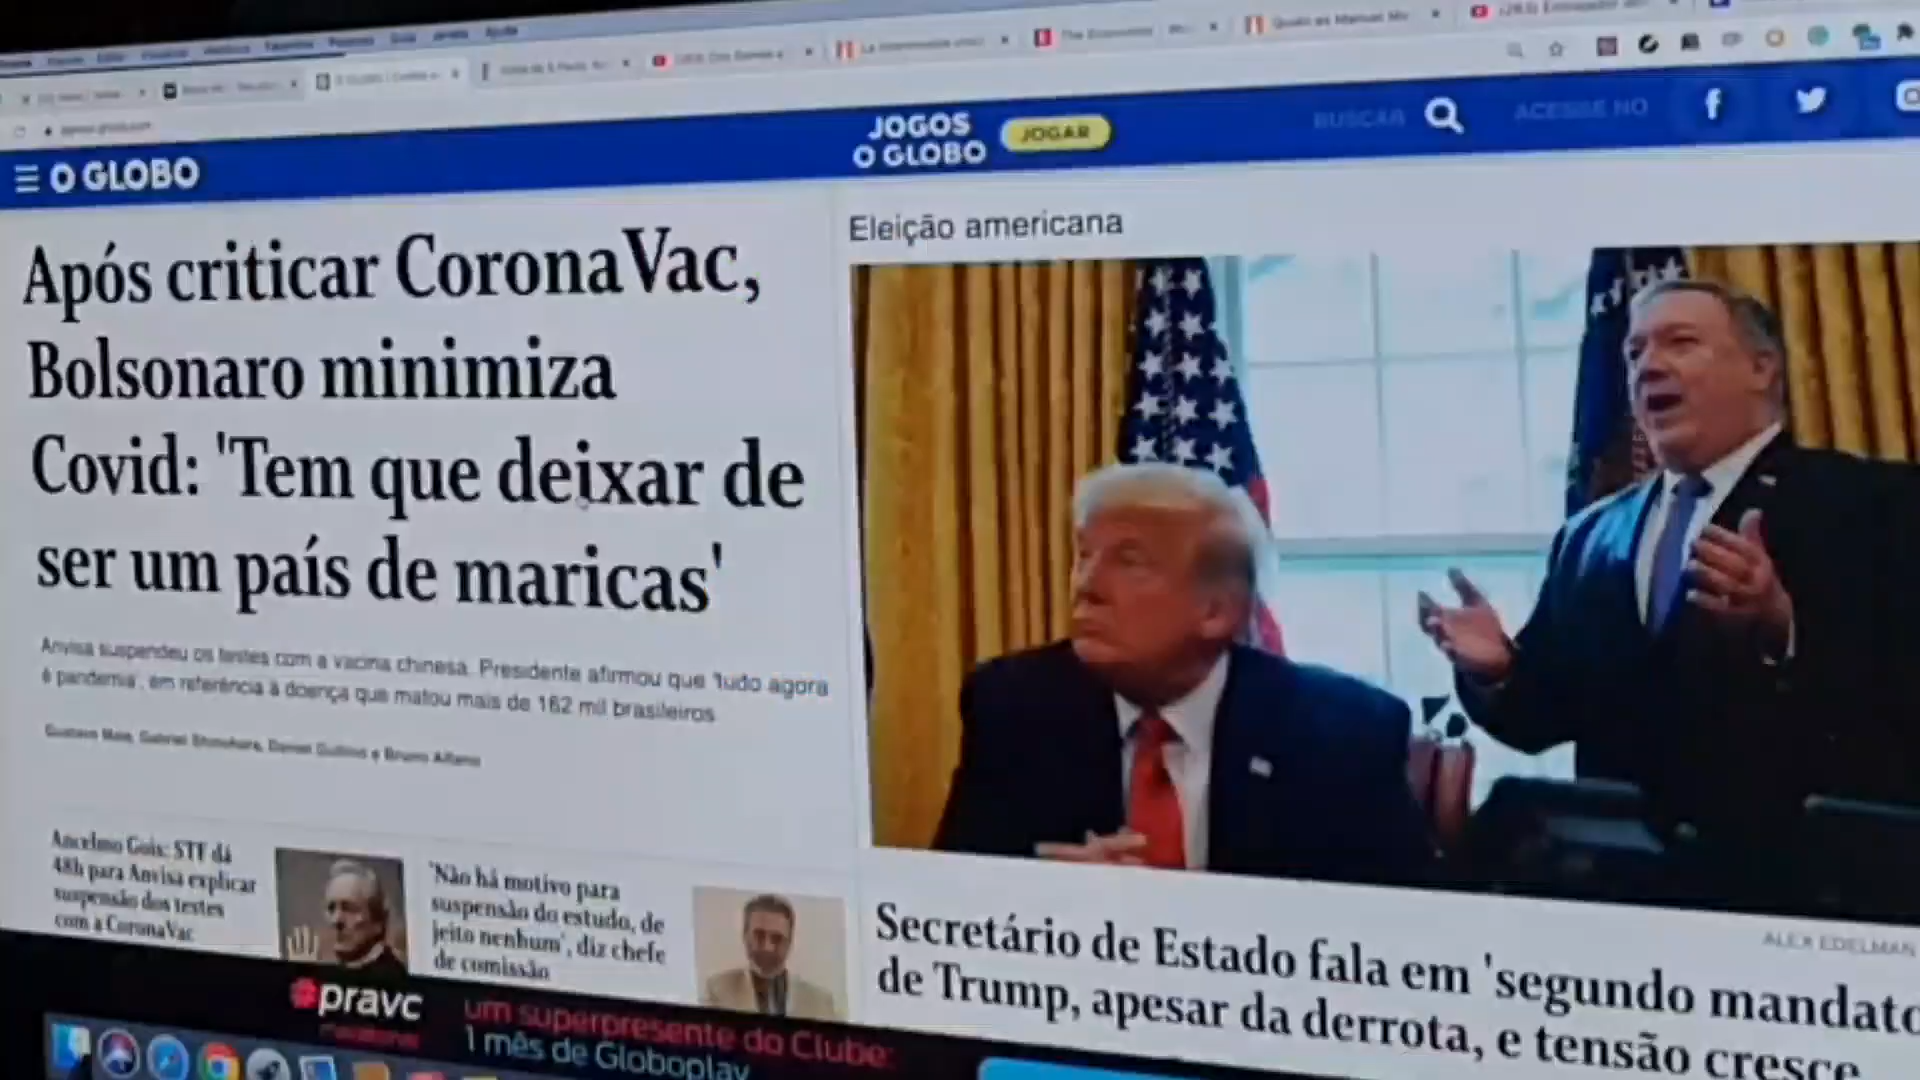 O GLOBO
JOGOS
O GLOBO
JOGAR
BUSCAR
ACESSE NO
Após criticar CoronaVac,
Bolsonaro minimiza
Covid: 'Tem que deixar de
ser um país de maricas'
Anvisa suspendeu os testes com a vacina chinesa. Presidente afirmou que 'tudo agora
é pandemia', em referência à doença que matou mais de 162 mil brasileiros
Eleição americana
ALEX EDELMAN
Secretário de Estado fala em 'segundo mandato
de Trump, apesar da derrota, e tensão cresce
Ancelmo Gois: STF dá
48h para Anvisa explicar
suspensão dos testes
com a CoronaVac
'Não há motivo para
suspensão do estudo, de
jeito nenhum', diz chefe
de comissão
#pravc
um superpresente do Clube:
1 mês de Globoplay